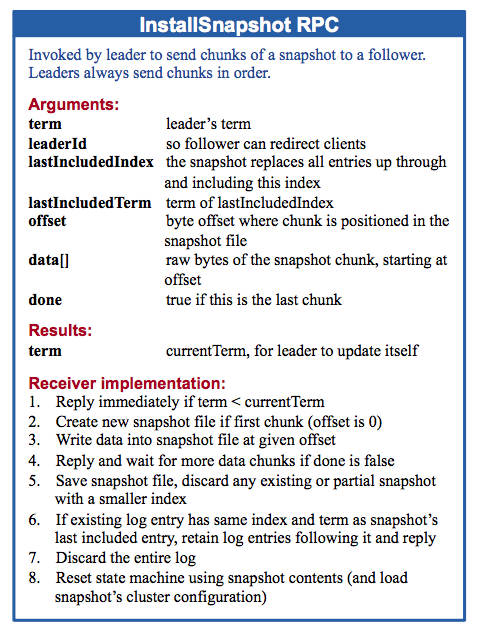 InstallSnapshot RPC
Invoked by leader to send chunks of a snapshot to a follower.
Leaders always send chunks in order.
Arguments:
term leader's term
leaderId so follower can redirect clients
lastIncludedIndex the snapshot replaces all entries up through
and including this index
lastIncludedTerm term of lastIncludedIndex
offset byte offset where chunk is positioned in the
snapshot file
data[] raw bytes of the snapshot chunk, starting at
offset
done true if this is the last chunk
Results:
term currentTerm, for leader to update itself
Receiver implementation:
1. Reply immediately if term < currentTerm
2. Create new snapshot file if first chunk (offset is 0)
3. Write data into snapshot file at given offset
4. Reply and wait for more data chunks if done is false
5. Save snapshot file, discard any existing or partial snapshot
with a smaller index
6. If existing log entry has same index and term as snapshot's
last included entry, retain log entries following it and reply
7. Discard the entire log
8. Reset state machine using snapshot contents (and load
snapshot's cluster configuration)